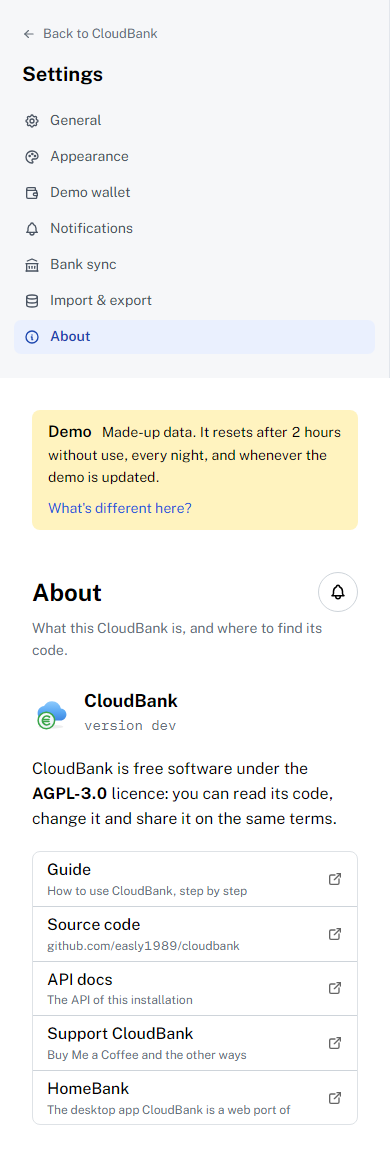 Back to CloudBank
Settings
General
Appearance
Demo wallet
Notifications
Bank sync
Import & export
About
Demo Made-up data. It resets after 2 hours
without use, every night, and whenever the
demo is updated.
What's different here?
About
What this CloudBank is, and where to find its
code.
CloudBank
version dev
CloudBank is free software under the
AGPL-3.0 licence: you can read its code,
change it and share it on the same terms.
Guide
How to use CloudBank, step by step
Source code
github.com/easly1989/cloudbank
API docs
The API of this installation
Support CloudBank
Buy Me a Coffee and the other ways
HomeBank
The desktop app CloudBank is a web port of